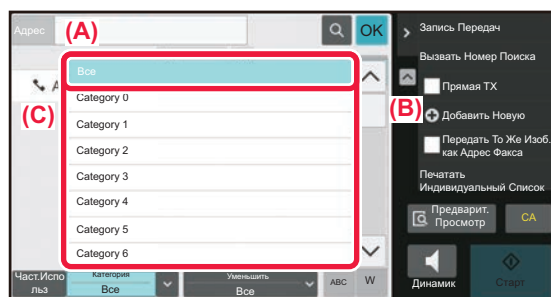 Адрес
(A)
OK
Все
(C)
A
Category 0
Category 1
Category 2
Category 3
Category 4
Category 5
Category 6
Част.Испо
льз
Категория
Все
Уменьшить
Все
ABC
W
Запись Передач
Вызвать Номер Поиска
Прямая TX
(B)
Добавить Новую
Передать То Же Изоб.
как Адрес Факса
Печатать
Индивидуальный Список
Предварит.
Просмотр
CA
Динамик
Старт